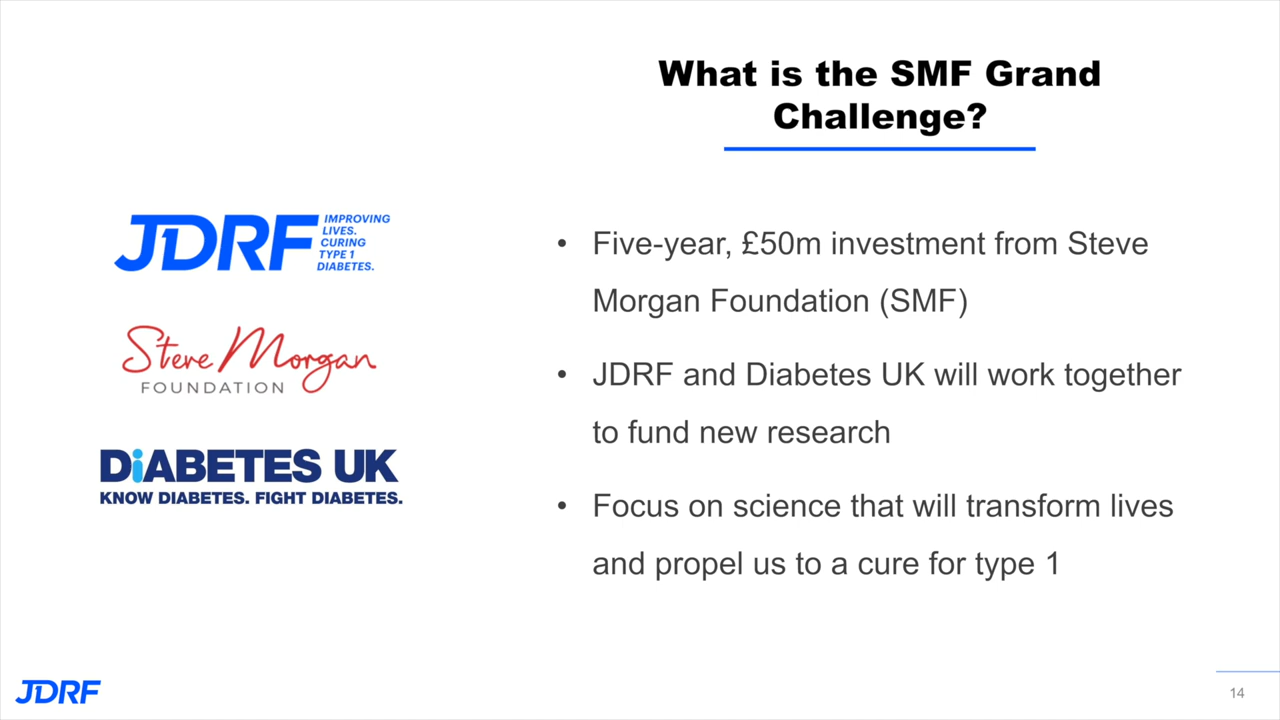 What is the SMF Grand
Challenge?
JDRF
IMPROVING
LIVES.
CURING
TYPE 1
DIABETES.
Steve Morgan
FOUNDATION
DiABETES UK
KNOW DIABETES. FIGHT DIABETES.
• Five-year, £50m investment from Steve
Morgan Foundation (SMF)
• JDRF and Diabetes UK will work together
to fund new research
• Focus on science that will transform lives
and propel us to a cure for type 1
JDRF
14